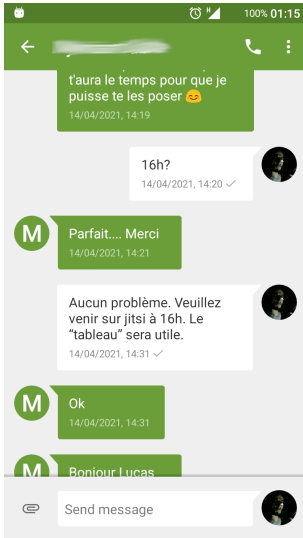 H
100% 01:15
t'aura le temps pour que je
puisse te les poser 😊
14/04/2021, 14:19
16h?
14/04/2021, 14:20 ✓
M
Parfait.... Merci
14/04/2021, 14:21
Aucun problème. Veuillez
venir sur jitsi à 16h. Le
“tableau” sera utile.
14/04/2021, 14:31 ✓
M
Ok
14/04/2021, 14:31
M
Bonjour Lucas
Send message